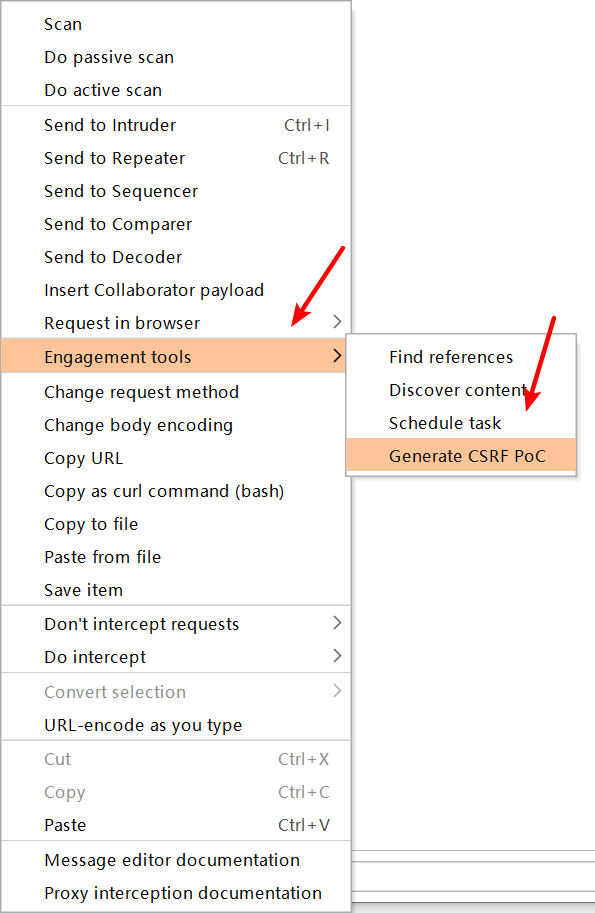 Scan
Do passive scan
Do active scan
Send to Intruder Ctrl+I
Send to Repeater Ctrl+R
Send to Sequencer
Send to Comparer
Send to Decoder
Insert Collaborator payload
Request in browser
Engagement tools
Find references
Discover content
Schedule task
Generate CSRF PoC
Change request method
Change body encoding
Copy URL
Copy as curl command (bash)
Copy to file
Paste from file
Save item
Don't intercept requests
Do intercept
Convert selection
URL-encode as you type
Cut Ctrl+X
Copy Ctrl+C
Paste Ctrl+V
Message editor documentation
Proxy interception documentation